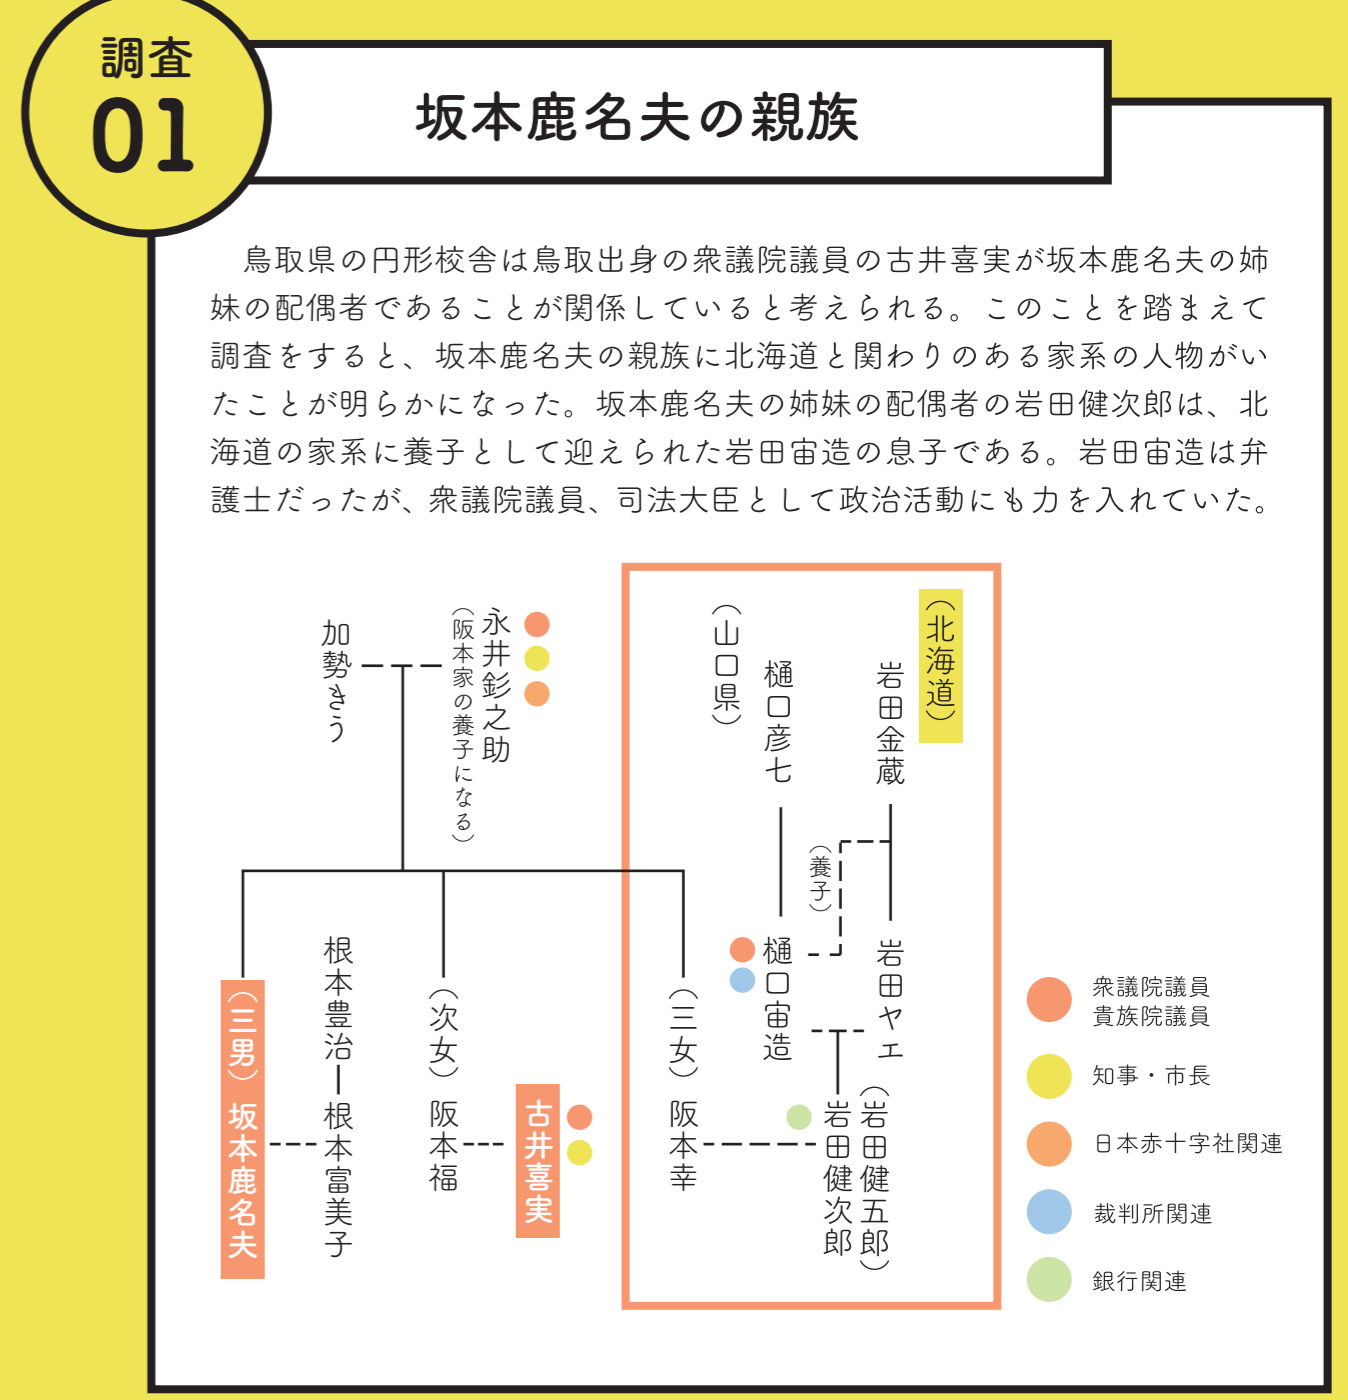 調査
01
坂本鹿名夫の親族
鳥取県の円形校舎は鳥取出身の衆議院議員の古井喜実が坂本鹿名夫の姉
妹の配偶者であることが関係していると考えられる。このことを踏まえて
調査をすると、坂本鹿名夫の親族に北海道と関わりのある家系の人物がい
たことが明らかになった。坂本鹿名夫の姉妹の配偶者の岩田健次郎は、北
海道の家系に養子として迎えられた岩田宙造の息子である。岩田宙造は弁
護士だったが、衆議院議員、司法大臣として政治活動にも力を入れていた。
（北海道）
岩田金蔵
樋口彦七
（山口県）
永井釤之助
（阪本家の養子になる）
加勢きう
（養子）
岩田ヤエ
樋口宙造
（岩田健五郎）
岩田健次郎
（三女）阪本幸
古井喜実
（次女）阪本福
根本豊治
根本富美子
（三男）坂本鹿名夫
衆議院議員
貴族院議員
知事・市長
日本赤十字社関連
裁判所関連
銀行関連